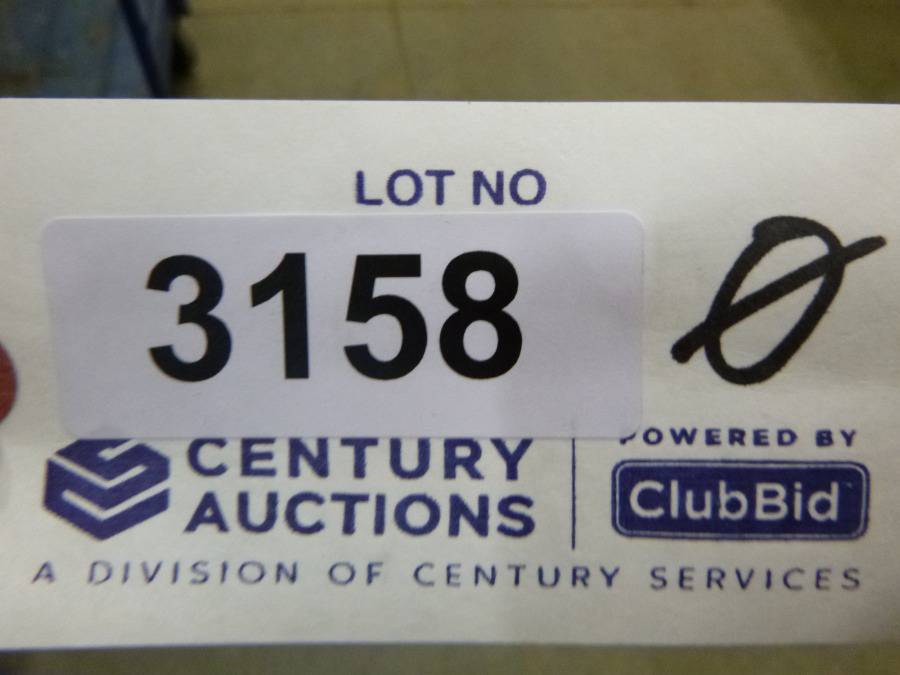 LOT NO
3158 Ø
CENTURY
AUCTIONS
POWERED BY
ClubBid
A DIVISION OF CENTURY SERVICES